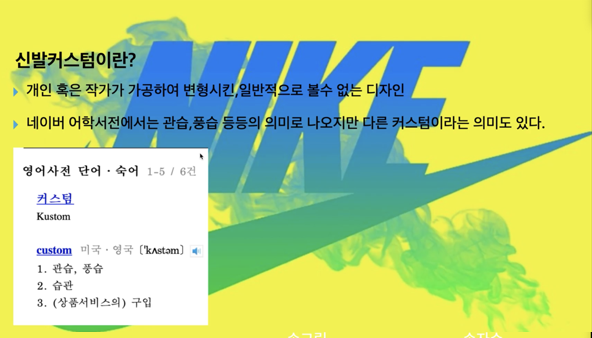 신발커스텀이란?
NIKE
개인 혹은 작가가 가공하여 변형시킨,일반적으로 볼수 없는 디자인
네이버 어학서전에서는 관습,풍습 등등의 의미로 나오지만 다른 커스텀이라는 의미도 있다.
영어사전 단어·숙어 1-5 / 6건
커스텀
Kustom
custom 미국·영국 [ˈkʌstəm]
1. 관습, 풍습
2. 습관
3. (상품서비스의) 구입